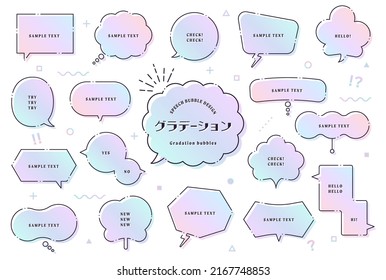 SAMPLE TEXT
SAMPLE TEXT
CHECK!
CHECK!
SAMPLE TEXT
HELLO!
!?
TRY
TRY
TRY
SAMPLE TEXT
SPEECH BUBBLE DESIGN
グラデーション
Gradation bubbles
SAMPLE TEXT
SAMPLE TEXT
!!
SAMPLE TEXT
YES
NO
CHECK!
CHECK!
HELLO
HELLO
HI!
SAMPLE TEXT
NEW
NEW
NEW
SAMPLE TEXT
SAMPLE TEXT
?
shutterstock.com · 2167748853